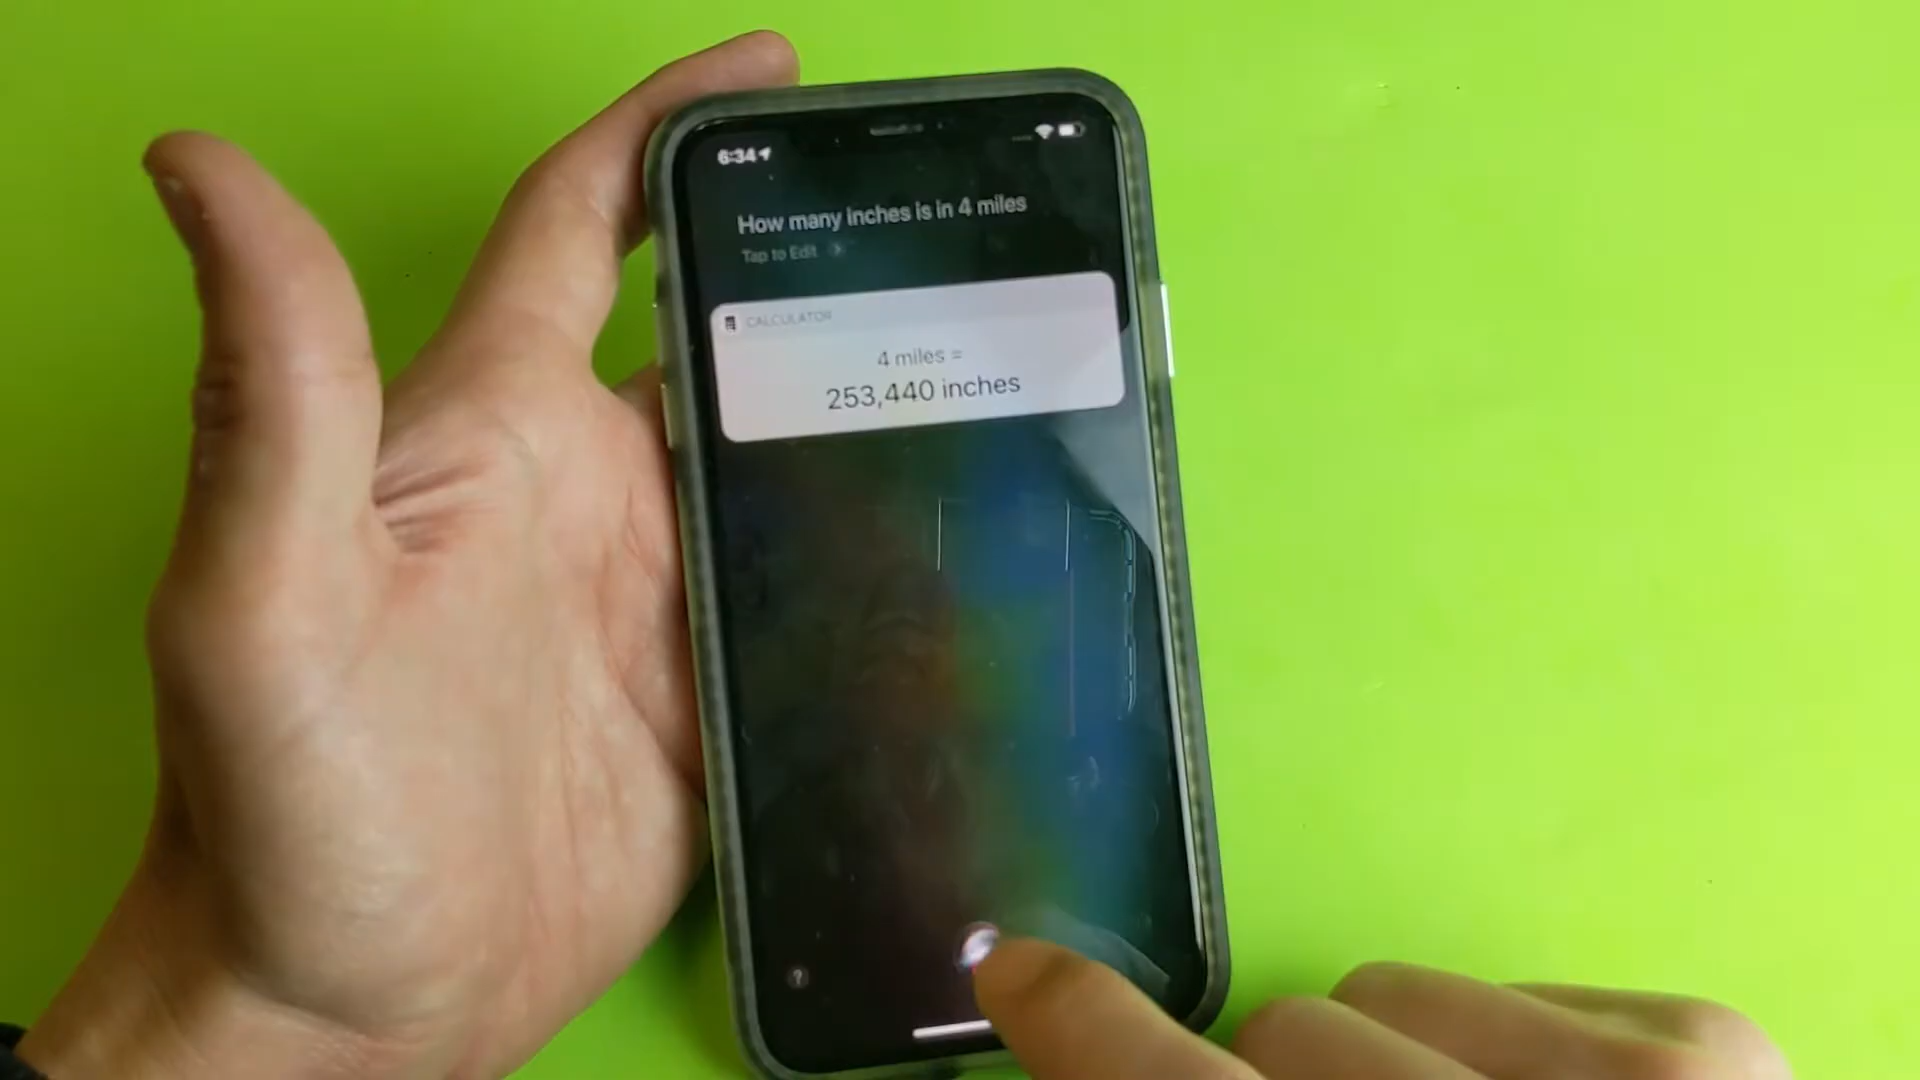 6:34
How many inches is in 4 miles
Tap to Edit
CALCULATOR
4 miles =
253,440 inches
?